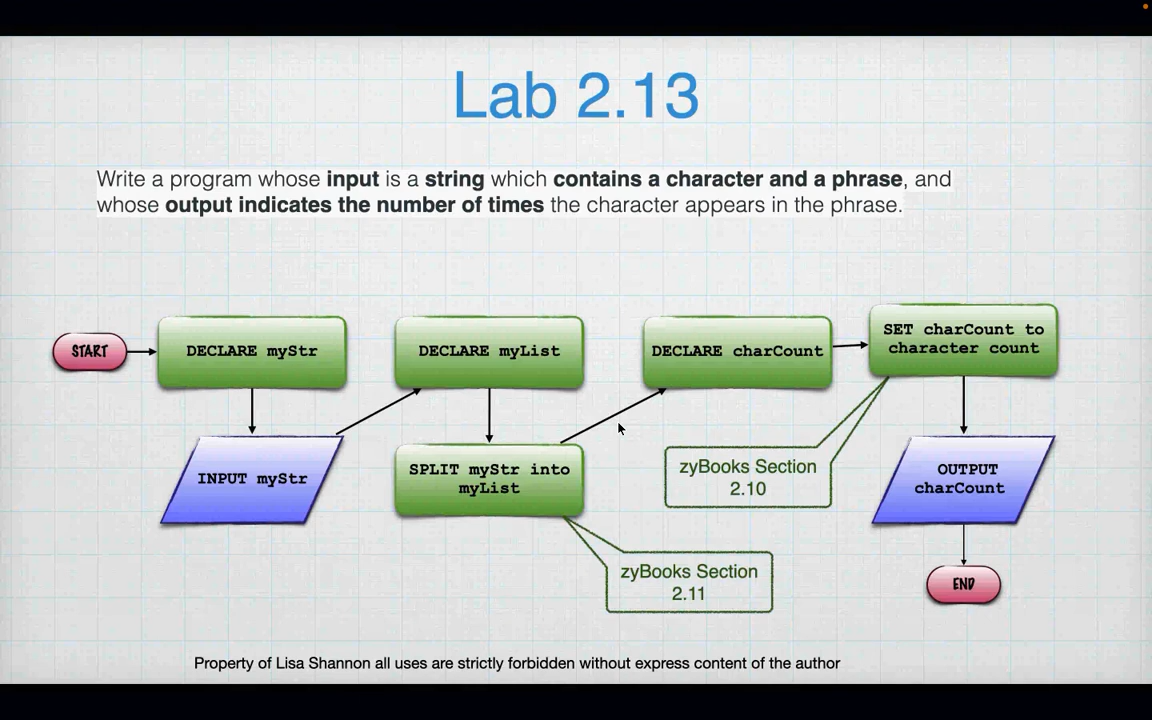 Lab 2.13
Write a program whose input is a string which contains a character and a phrase, and
whose output indicates the number of times the character appears in the phrase.
START
DECLARE myStr
INPUT myStr
DECLARE myList
SPLIT myStr into
myList
zyBooks Section
2.11
DECLARE charCount
SET charCount to
character count
zyBooks Section
2.10
OUTPUT
charCount
END
Property of Lisa Shannon all uses are strictly forbidden without express content of the author